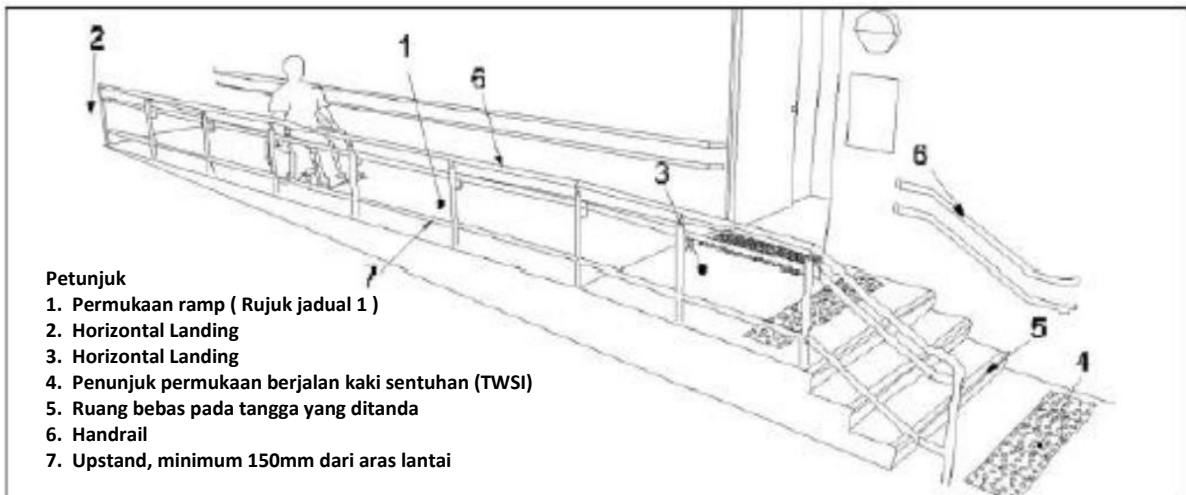 2
1
6
3
6
5
4
Petunjuk
1. Permukaan ramp ( Rujuk jadual 1 )
2. Horizontal Landing
3. Horizontal Landing
4. Penunjuk permukaan berjalan kaki sentuhan (TWSI)
5. Ruang bebas pada tangga yang ditanda
6. Handrail
7. Upstand, minimum 150mm dari aras lantai